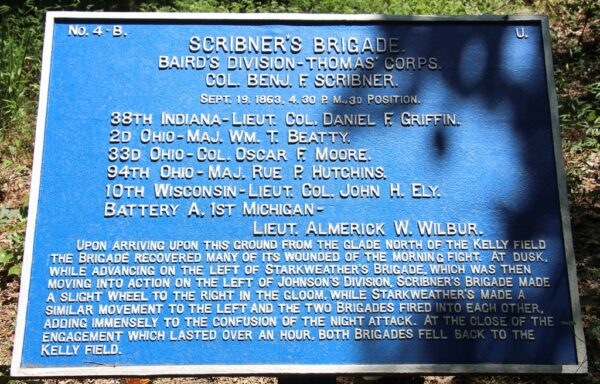 No. 4-B.
U.
SCRIBNER'S BRIGADE.
BAIRD'S DIVISION-THOMAS' CORPS.
COL. BENJ. F. SCRIBNER.
SEPT. 19, 1863, 4.30 P. M., 3D POSITION.
38TH INDIANA-LIEUT. COL. DANIEL F. GRIFFIN.
2D OHIO-MAJ. WM. T. BEATTY.
33D OHIO-COL. OSCAR F. MOORE.
94TH OHIO-MAJ. RUE P. HUTCHINS.
10TH WISCONSIN-LIEUT. COL. JOHN H. ELY.
BATTERY A, 1ST MICHIGAN-
LIEUT. ALMERICK W. WILBUR.
UPON ARRIVING UPON THIS GROUND FROM THE GLADE NORTH OF THE KELLY FIELD
THE BRIGADE RECOVERED MANY OF ITS WOUNDED OF THE MORNING FIGHT. AT DUSK,
WHILE ADVANCING ON THE LEFT OF STARKWEATHER'S BRIGADE, WHICH WAS THEN
MOVING INTO ACTION ON THE LEFT OF JOHNSON'S DIVISION, SCRIBNER'S BRIGADE MADE
A SLIGHT WHEEL TO THE RIGHT IN THE GLOOM, WHILE STARKWEATHER'S MADE A
SIMILAR MOVEMENT TO THE LEFT AND THE TWO BRIGADES FIRED INTO EACH OTHER,
ADDING IMMENSELY TO THE CONFUSION OF THE NIGHT ATTACK. AT THE CLOSE OF THE
ENGAGEMENT WHICH LASTED OVER AN HOUR, BOTH BRIGADES FELL BACK TO THE
KELLY FIELD.